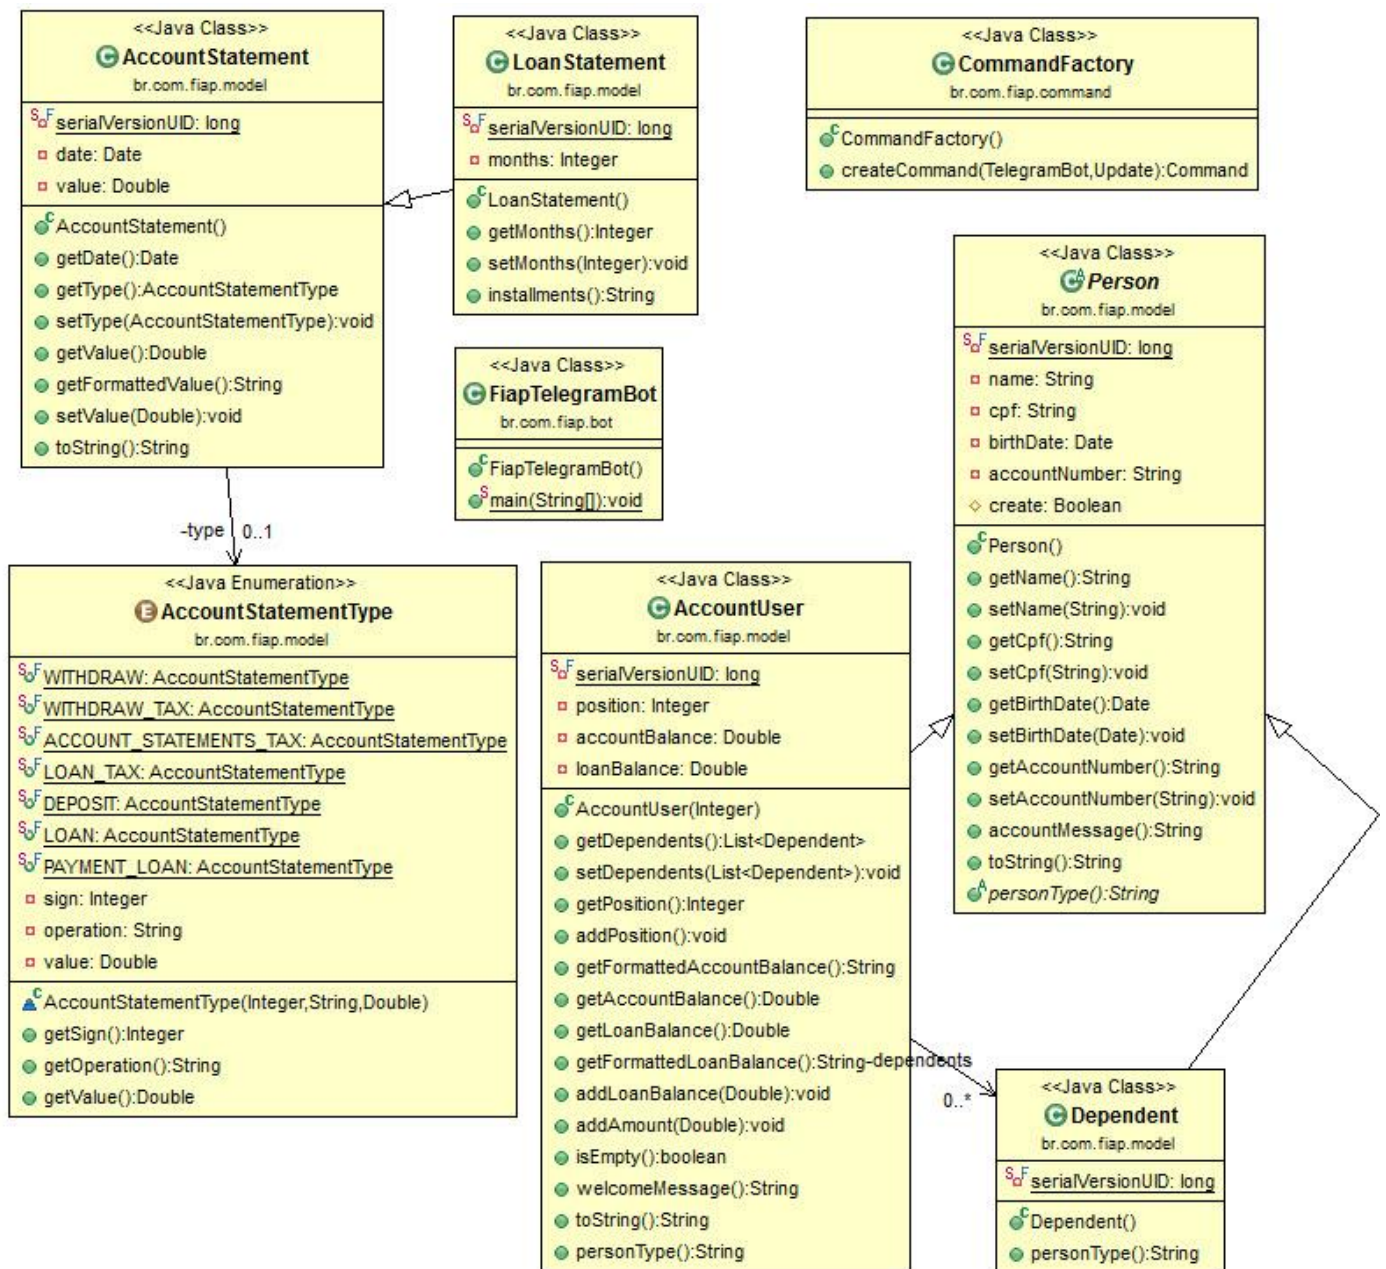 <<Java Class>>
AccountStatement
br.com.fiap.model
serialVersionUID: long
date: Date
value: Double
AccountStatement()
getDate():Date
getType():AccountStatementType
setType(AccountStatementType):void
getValue():Double
getFormattedValue():String
setValue(Double):void
toString():String
<<Java Class>>
LoanStatement
br.com.fiap.model
serialVersionUID: long
months: Integer
LoanStatement()
getMonths():Integer
setMonths(Integer):void
installments():String
<<Java Class>>
CommandFactory
br.com.fiap.command
CommandFactory()
createCommand(TelegramBot,Update):Command
<<Java Class>>
FiapTelegramBot
br.com.fiap.bot
FiapTelegramBot()
main(String[]):void
<<Java Class>>
Person
br.com.fiap.model
serialVersionUID: long
name: String
cpf: String
birthDate: Date
accountNumber: String
create: Boolean
Person()
getName():String
setName(String):void
getCpf():String
setCpf(String):void
getBirthDate():Date
setBirthDate(Date):void
getAccountNumber():String
setAccountNumber(String):void
accountMessage():String
toString():String
personType():String
-type 0..1
<<Java Enumeration>>
AccountStatementType
br.com.fiap.model
WITHDRAW: AccountStatementType
WITHDRAW_TAX: AccountStatementType
ACCOUNT_STATEMENTS_TAX: AccountStatementType
LOAN_TAX: AccountStatementType
DEPOSIT: AccountStatementType
LOAN: AccountStatementType
PAYMENT_LOAN: AccountStatementType
sign: Integer
operation: String
value: Double
AccountStatementType(Integer,String,Double)
getSign():Integer
getOperation():String
getValue():Double
<<Java Class>>
AccountUser
br.com.fiap.model
serialVersionUID: long
position: Integer
accountBalance: Double
loanBalance: Double
AccountUser(Integer)
getDependents():List<Dependent>
setDependents(List<Dependent>):void
getPosition():Integer
addPosition():void
getFormattedAccountBalance():String
getAccountBalance():Double
getLoanBalance():Double
getFormattedLoanBalance():String
addLoanBalance(Double):void
addAmount(Double):void
isEmpty():boolean
welcomeMessage():String
toString():String
personType():String
-dependents
0..*
<<Java Class>>
Dependent
br.com.fiap.model
serialVersionUID: long
Dependent()
personType():String